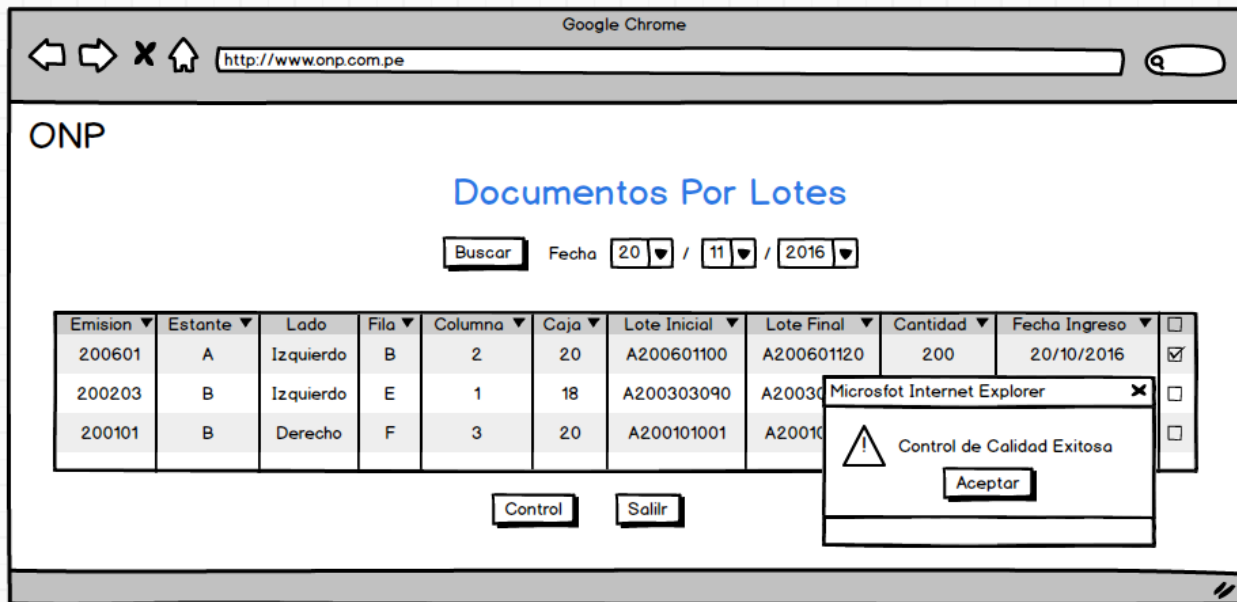 Google Chrome
http://www.onp.com.pe
ONP
Documentos Por Lotes
Buscar Fecha 20 / 11 / 2016
Emision Estante Lado Fila Columna Caja Lote Inicial Lote Final Cantidad Fecha Ingreso
200601 A Izquierdo B 2 20 A200601100 A200601120 200 20/10/2016
200203 B Izquierdo E 1 18 A200303090 A20030
200101 B Derecho F 3 20 A200101001 A20010
Microsfot Internet Explorer
Control de Calidad Exitosa
Aceptar
Control Salilr